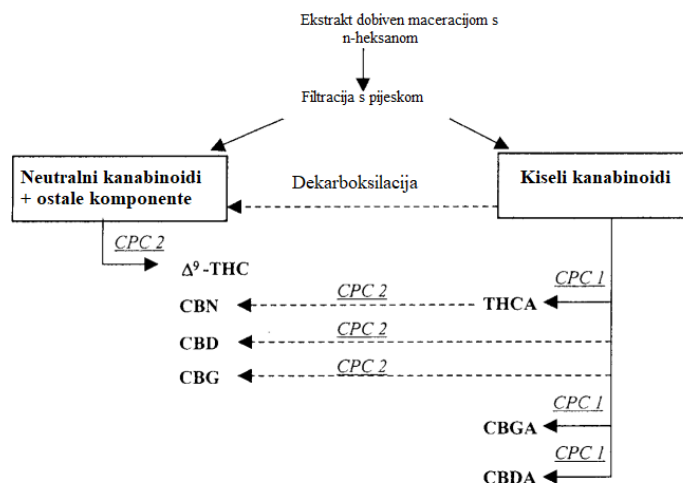 Ekstrakt dobiven maceracijom s
n-heksanom
Filtracija s pijeskom
Neutralni kanabinoidi
+ ostale komponente
Dekarboksilacija
Kiseli kanabinoidi
CPC 2
Δ⁹-THC
CPC 1
CBN
CPC 2
THCA
CPC 2
CBD
CPC 2
CBG
CPC 1
CBGA
CPC 1
CBDA